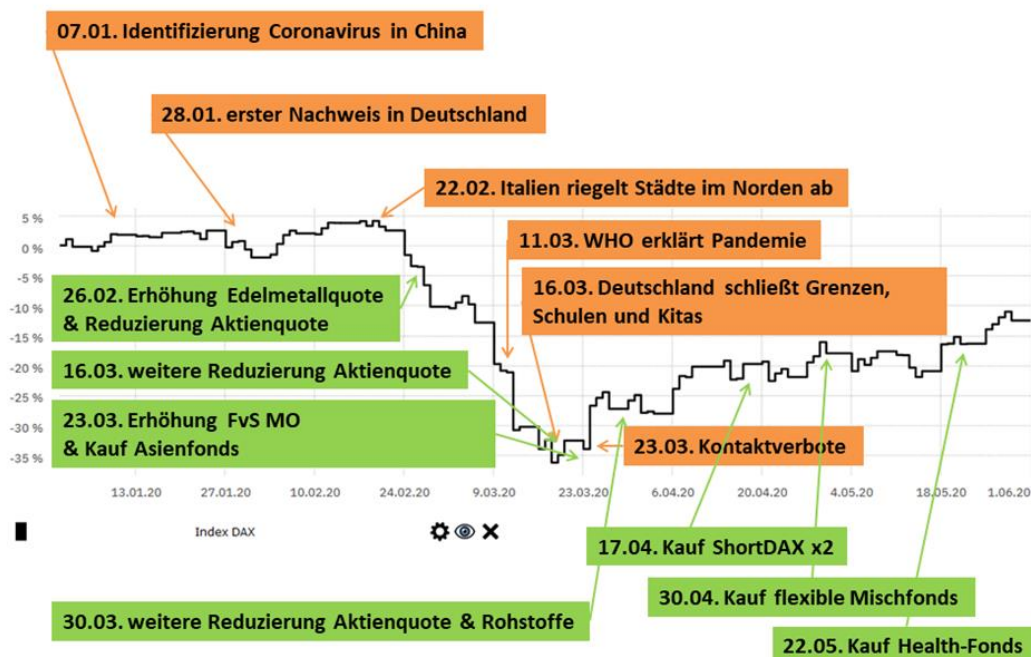 07.01. Identifizierung Coronavirus in China
28.01. erster Nachweis in Deutschland
22.02. Italien riegelt Städte im Norden ab
11.03. WHO erklärt Pandemie
16.03. Deutschland schließt Grenzen,
Schulen und Kitas
26.02. Erhöhung Edelmetallquote
& Reduzierung Aktienquote
16.03. weitere Reduzierung Aktienquote
23.03. Erhöhung FvS MO
& Kauf Asienfonds
23.03. Kontaktverbote
5 %
0 %
-5 %
-10 %
-15 %
-20 %
-25 %
-30 %
-35 %
13.01.20
27.01.20
10.02.20
24.02.20
9.03.20
23.03.20
6.04.20
20.04.20
4.05.20
18.05.20
1.06.20
Index DAX
17.04. Kauf ShortDAX x2
30.04. Kauf flexible Mischfonds
30.03. weitere Reduzierung Aktienquote & Rohstoffe
22.05. Kauf Health-Fonds